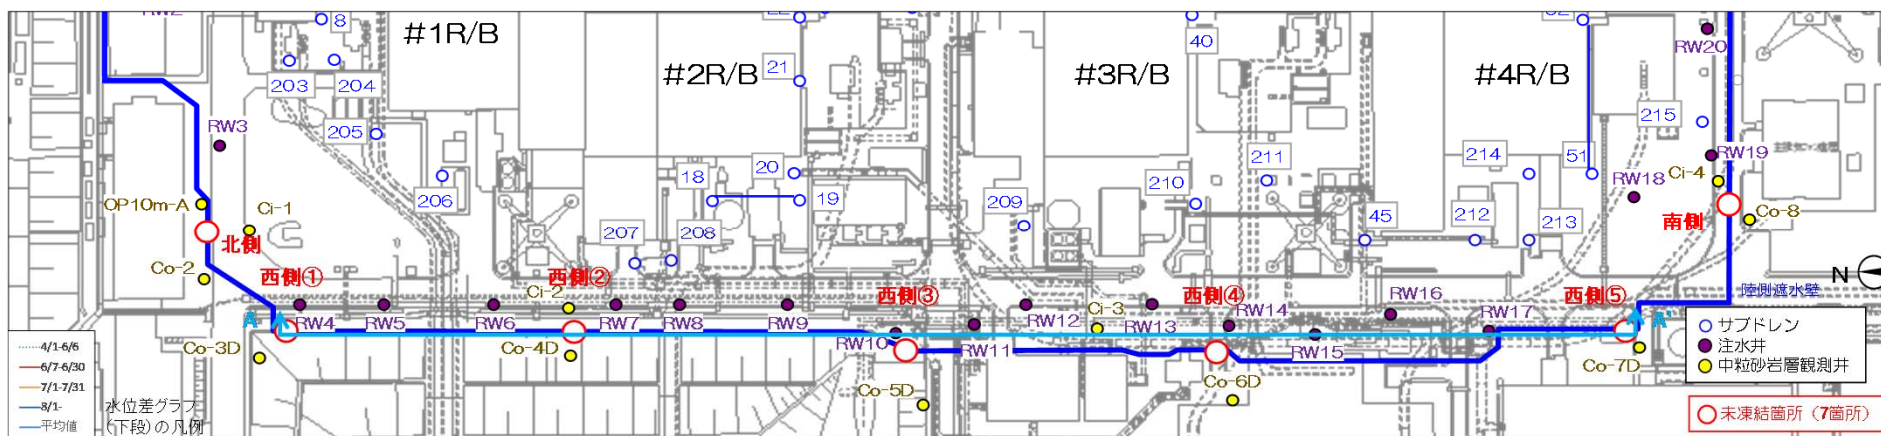 #1R/B
#2R/B
#3R/B
#4R/B
8
40
RW20
203
204
21
205
215
RW3
RW19
20
211
214
51
18
210
Ci-4
206
19
RW18
OP10m-A
209
Co-8
Ci-1
207
208
45
212
213
南側
北側
Co-2
西側①
西側②
西側③
西側④
西側⑤
N
陸側遮水壁
Ci-2
Ci-3
A
A'
RW4
RW5
RW6
RW7
RW8
RW9
RW10
RW11
RW12
RW13
RW14
RW15
RW16
RW17
Co-3D
Co-4D
Co-5D
Co-6D
Co-7D
サブドレン
注水井
中粒砂岩層観測井
未凍結箇所（7箇所）
4/1-6/6
6/7-6/30
7/1-7/31
8/1-
平均値
水位差グラフ
（下段）の凡例